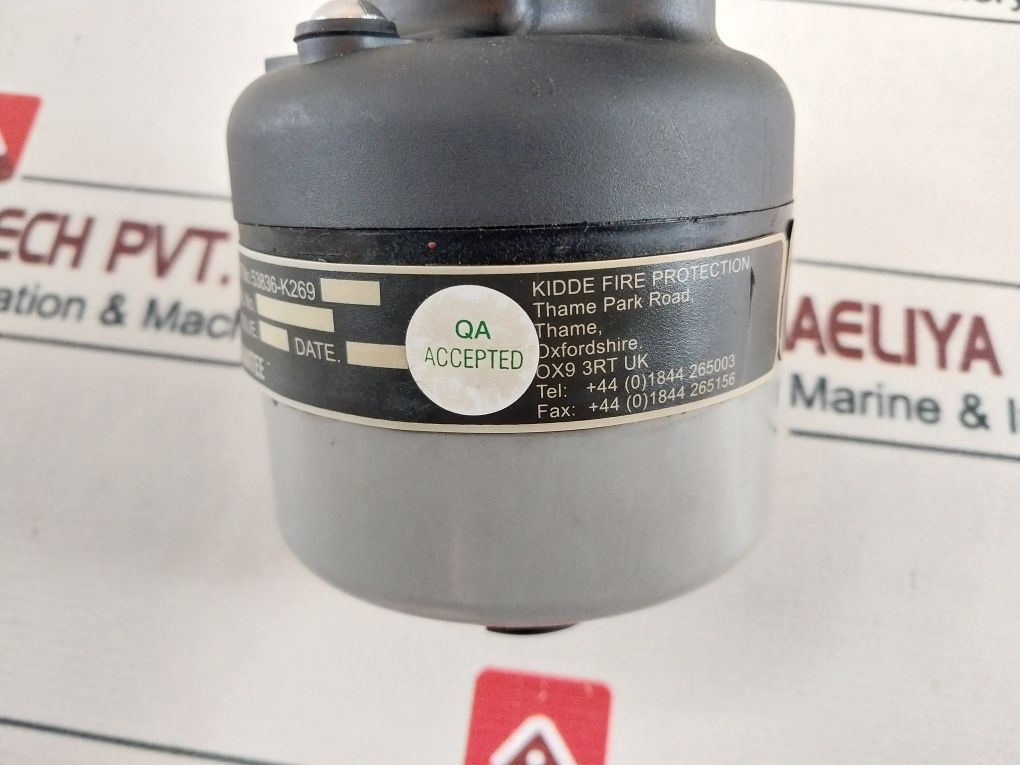 53836-K269
DATE.
QA
ACCEPTED
KIDDE FIRE PROTECTION
Thame Park Road,
Thame,
Oxfordshire.
OX9 3RT UK
Tel: +44 (0)1844 265003
Fax: +44 (0)1844 265156
ECH PVT.
ation & Mach
AELIYA
Marine & I